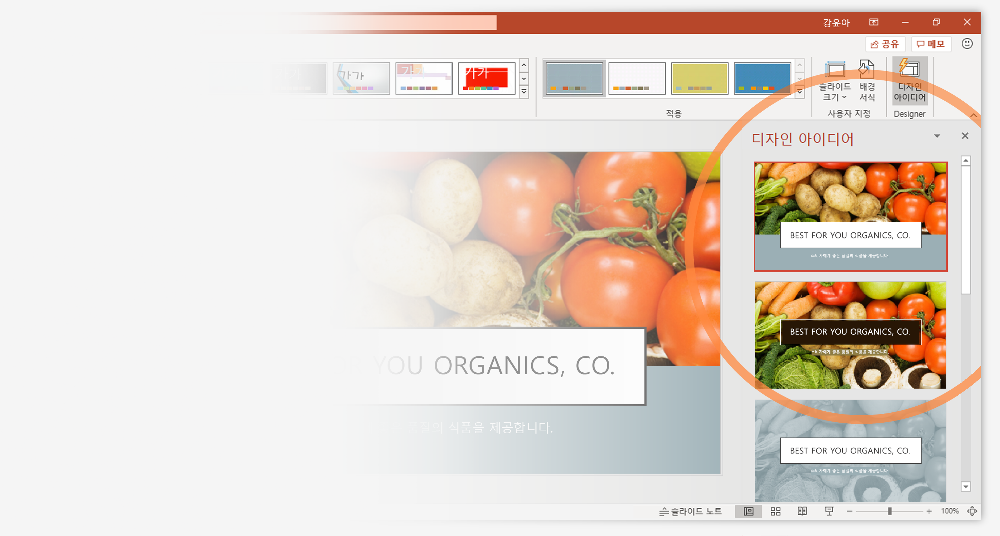 강윤아
공유
메모
가가
가가
가가
가가
슬라이드
크기
배경
서식
디자인
아이디어
적용
사용자 지정
Designer
디자인 아이디어
BEST FOR YOU ORGANICS, CO.
소비자에게 좋은 품질의 식품을 제공합니다.
BEST FOR YOU ORGANICS, CO.
소비자에게 좋은 품질의 식품을 제공합니다.
BEST FOR YOU ORGANICS, CO.
소비자에게 좋은 품질의 식품을 제공합니다.
YOU ORGANICS, CO.
품질의 식품을 제공합니다.
슬라이드 노트
100%